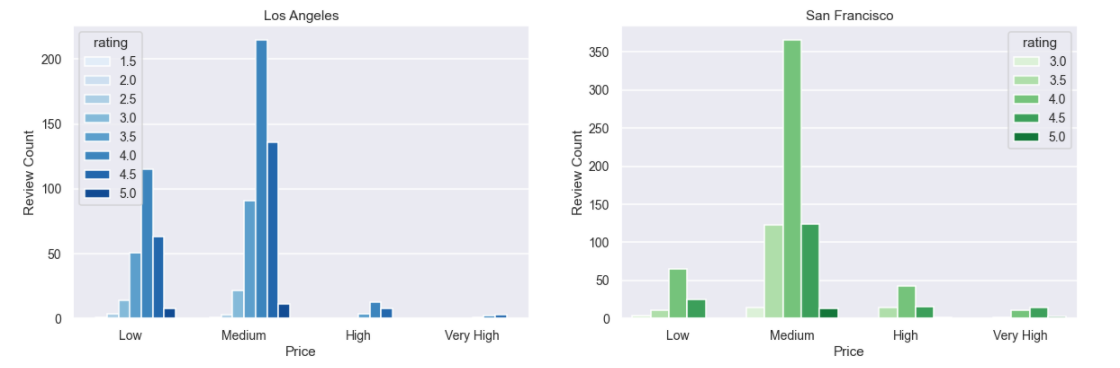 Los Angeles
rating
1.5
2.0
2.5
3.0
3.5
4.0
4.5
5.0
200
150
100
50
0
Review Count
Low Medium High Very High
Price
San Francisco
rating
3.0
3.5
4.0
4.5
5.0
350
300
250
200
150
100
50
0
Review Count
Low Medium High Very High
Price